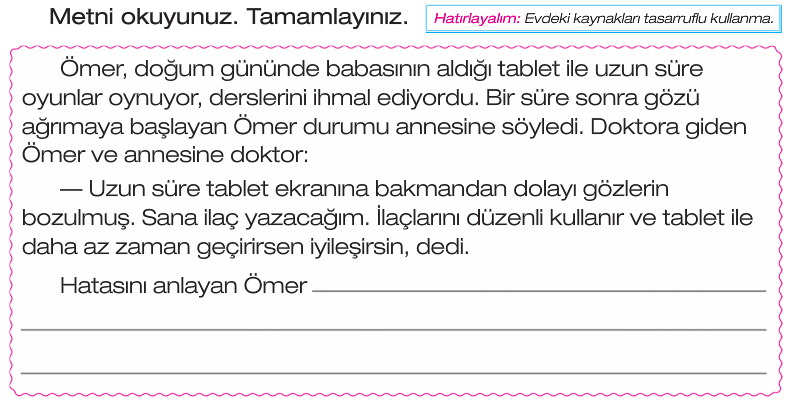 Metni okuyunuz. Tamamlayınız.
Hatırlayalım: Evdeki kaynakları tasarruflu kullanma.
Ömer, doğum gününde babasının aldığı tablet ile uzun süre
oyunlar oynuyor, derslerini ihmal ediyordu. Bir süre sonra gözü
ağrımaya başlayan Ömer durumu annesine söyledi. Doktora giden
Ömer ve annesine doktor:
— Uzun süre tablet ekranına bakmandan dolayı gözlerin
bozulmuş. Sana ilaç yazacağım. İlaçlarını düzenli kullanır ve tablet ile
daha az zaman geçirirsen iyileşirsin, dedi.
Hatasını anlayan Ömer